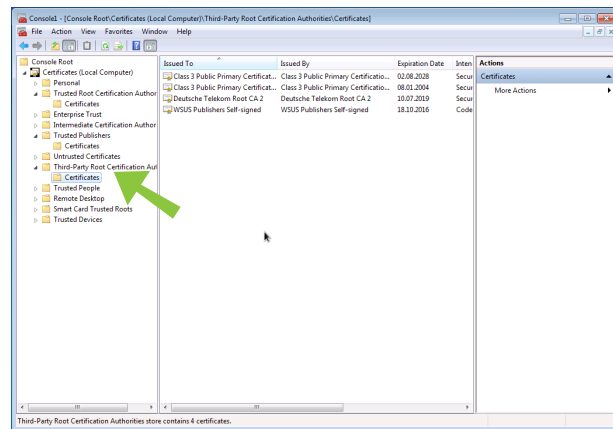 Console1 - [Console Root\Certificates (Local Computer)\Third-Party Root Certification Authorities\Certificates]
File Action View Favorites Window Help
Console Root
Certificates (Local Computer)
Personal
Trusted Root Certification Author
Certificates
Enterprise Trust
Intermediate Certification Author
Trusted Publishers
Certificates
Untrusted Certificates
Third-Party Root Certification Aut
Certificates
Trusted People
Remote Desktop
Smart Card Trusted Roots
Trusted Devices
Issued To Issued By Expiration Date Inten
Class 3 Public Primary Certificat... Class 3 Public Primary Certificatio... 02.08.2028 Secur
Class 3 Public Primary Certificat... Class 3 Public Primary Certificatio... 08.01.2004 Secur
Deutsche Telekom Root CA 2 Deutsche Telekom Root CA 2 10.07.2019 Secur
WSUS Publishers Self-signed WSUS Publishers Self-signed 18.10.2016 Code
Actions
Certificates
More Actions
Third-Party Root Certification Authorities store contains 4 certificates.